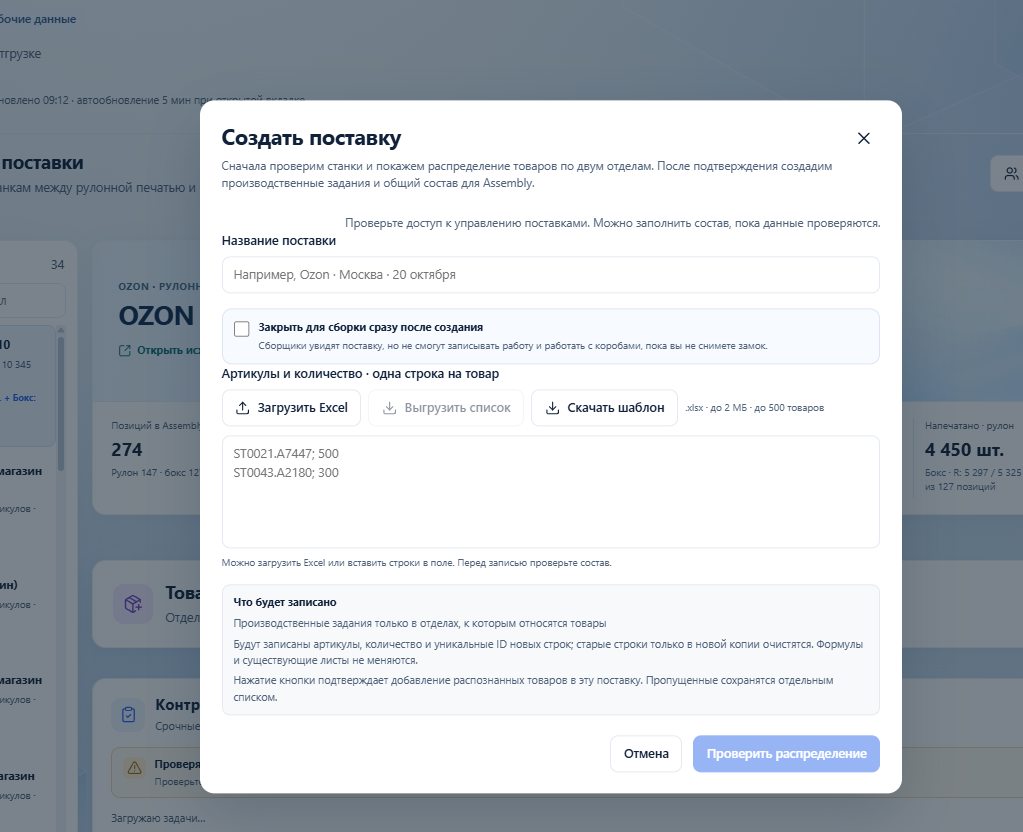 бочие данные
тгрузке
новлено 09:12 · автообновление 5 мин при открытой вкладке
поставки
нкам между рулонной печатью и
34
л
10
10 345
. + Бокс:
магазин
икулов ·
ин)
икулов ·
магазин
икулов ·
агазин
икулов ·
OZON · РУЛОНН
OZON
Открыть ис
Позиций в Assembly
274
Рулон 147 · бокс 12
Напечатано · рулон
4 450 шт.
Бокс · R: 5 297 / 5 325
из 127 позиций
Това
Отдел
Контр
Срочные
Проверя
Проверьте
Загружаю задачи...
Создать поставку
Сначала проверим станки и покажем распределение товаров по двум отделам. После подтверждения создадим
производственные задания и общий состав для Assembly.
Проверьте доступ к управлению поставками. Можно заполнить состав, пока данные проверяются.
Название поставки
Например, Ozon · Москва · 20 октября
Закрыть для сборки сразу после создания
Сборщики увидят поставку, но не смогут записывать работу и работать с коробами, пока вы не снимете замок.
Артикулы и количество · одна строка на товар
Загрузить Excel
Выгрузить список
Скачать шаблон
.xlsx · до 2 МБ · до 500 товаров
ST0021.A7447; 500
ST0043.A2180; 300
Можно загрузить Excel или вставить строки в поле. Перед записью проверьте состав.
Что будет записано
Производственные задания только в отделах, к которым относятся товары
Будут записаны артикулы, количество и уникальные ID новых строк; старые строки только в новой копии очистятся. Формулы
и существующие листы не меняются.
Нажатие кнопки подтверждает добавление распознанных товаров в эту поставку. Пропущенные сохранятся отдельным
списком.
Отмена
Проверить распределение